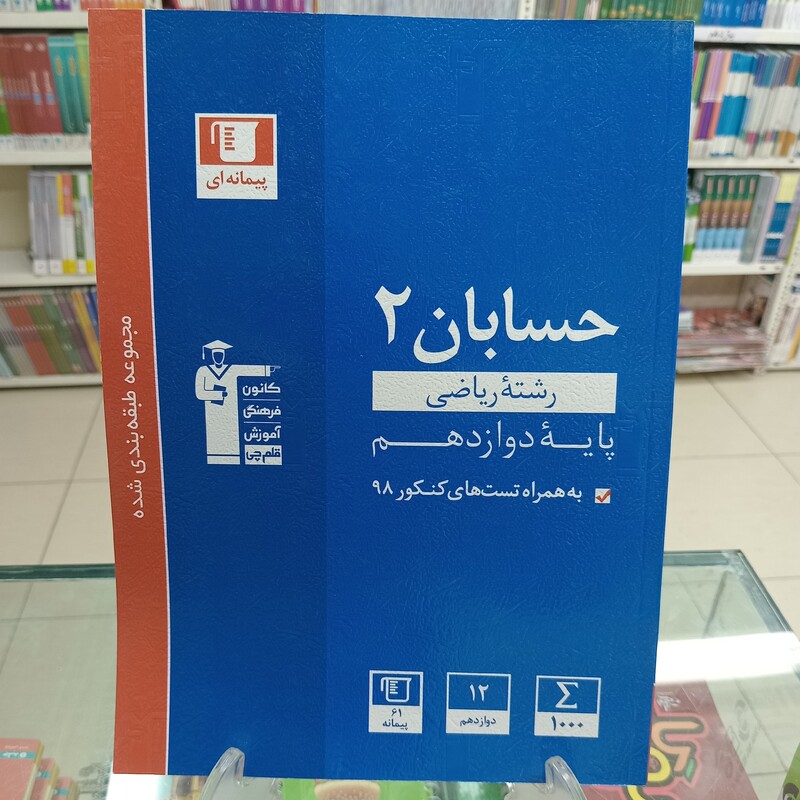 پیمانه‌ای
حسابان ۲
رشتهٔ ریاضی
پایهٔ دوازدهم
به همراه تست‌های کنکور ۹۸
کانون
فرهنگی
آموزش
قلم‌چی
مجموعه طبقه‌بندی شده
Σ
۱۰۰۰
۱۲
دوازدهم
۶۱
پیمانه
یازدهم